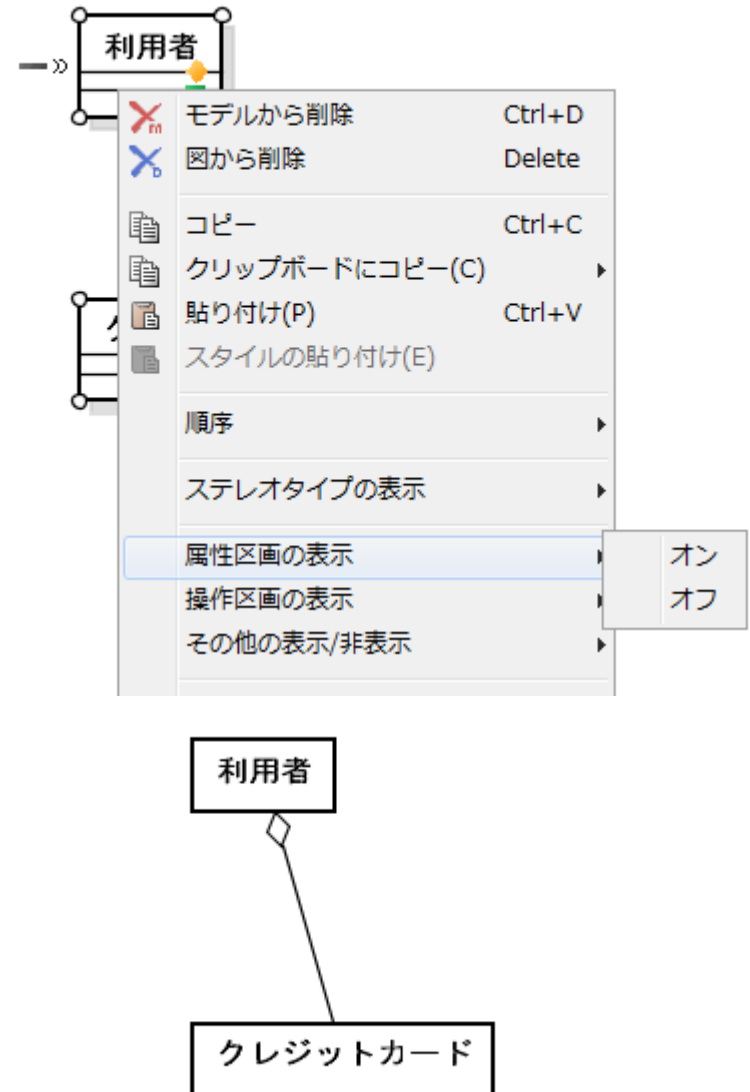 利用者
モデルから削除 Ctrl+D
図から削除 Delete
コピー Ctrl+C
クリップボードにコピー(C)
貼り付け(P) Ctrl+V
スタイルの貼り付け(E)
順序
ステレオタイプの表示
属性区画の表示 オン
操作区画の表示 オフ
その他の表示/非表示
利用者
クレジットカード